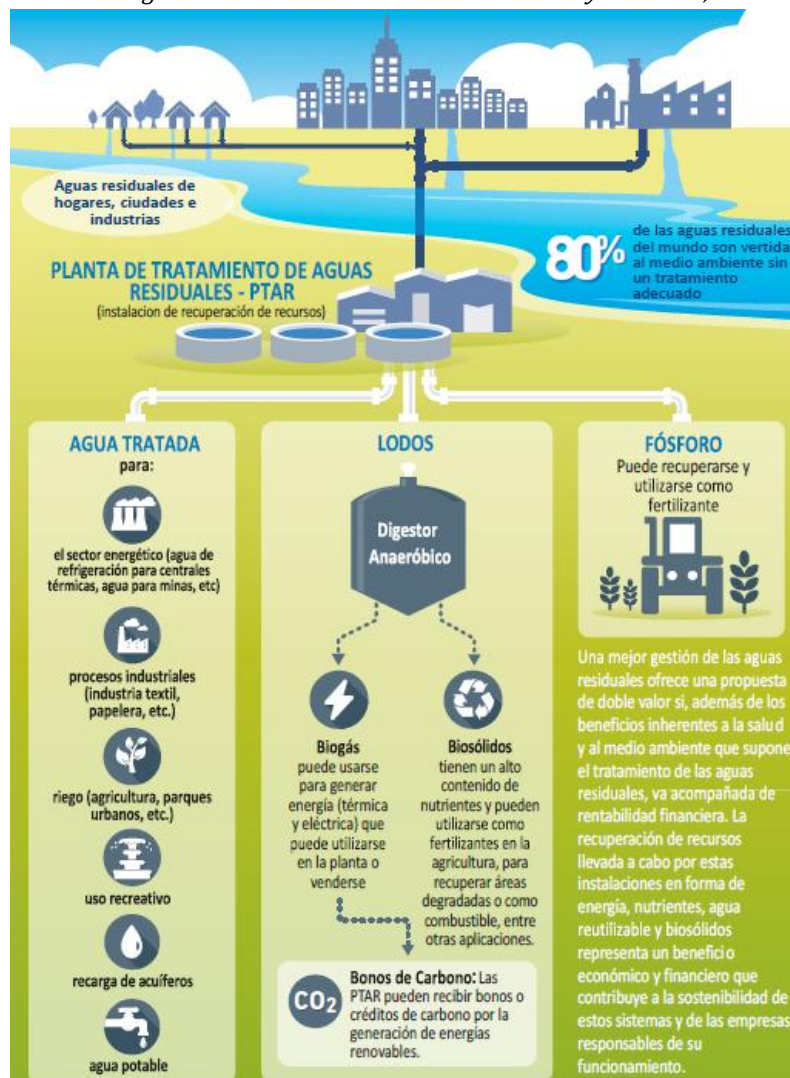 Aguas residuales de
hogares, ciudades e
industrias
80%
de las aguas residuales
del mundo son vertida
al medio ambiente sin
un tratamiento
adecuado
PLANTA DE TRATAMIENTO DE AGUAS
RESIDUALES - PTAR
(instalacion de recuperación de recursos)
AGUA TRATADA
para:
el sector energético (agua de
refrigeración para centrales
térmicas, agua para minas, etc)
procesos industriales
(industria textil,
papelera, etc.)
riego (agricultura, parques
urbanos, etc.)
uso recreativo
recarga de acuíferos
agua potable
LODOS
Digestor
Anaeróbico
Biogás
puede usarse
para generar
energía (térmica
y eléctrica) que
puede utilizarse
en la planta o
venderse
Biosólidos
tienen un alto
contenido de
nutrientes y pueden
utilizarse como
fertilizantes en la
agricultura, para
recuperar áreas
degradadas o como
combustible, entre
otras aplicaciones.
CO2
Bonos de Carbono: Las
PTAR pueden recibir bonos o
créditos de carbono por la
generación de energías
renovables.
FÓSFORO
Puede recuperarse y
utilizarse como
fertilizante
Una mejor gestión de las aguas
residuales ofrece una propuesta
de doble valor si, además de los
beneficios inherentes a la salud
y al medio ambiente que supone
el tratamiento de las aguas
residuales, va acompañada de
rentabilidad financiera. La
recuperación de recursos
llevada a cabo por estas
instalaciones en forma de
energía, nutrientes, agua
reutilizable y biosólidos
representa un beneficio
económico y financiero que
contribuye a la sostenibilidad de
estos sistemas y de las empresas
responsables de su
funcionamiento.